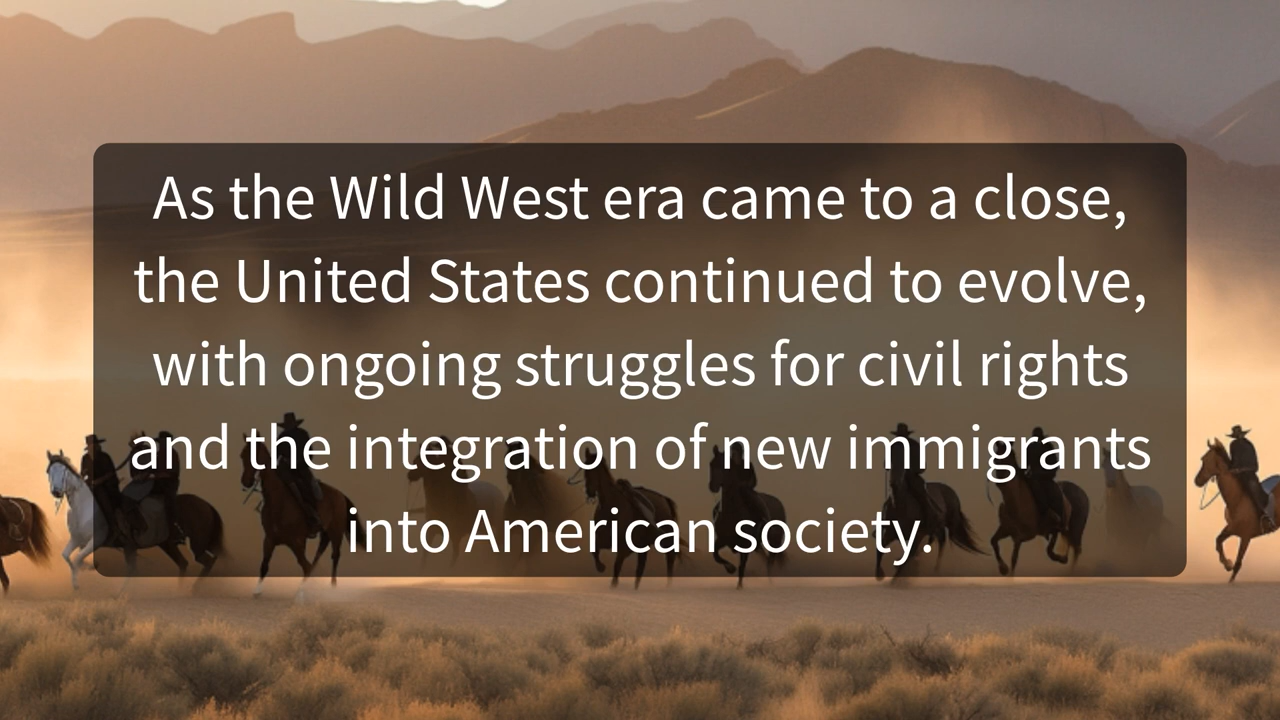 As the Wild West era came to a close,
the United States continued to evolve,
with ongoing struggles for civil rights
and the integration of new immigrants
into American society.